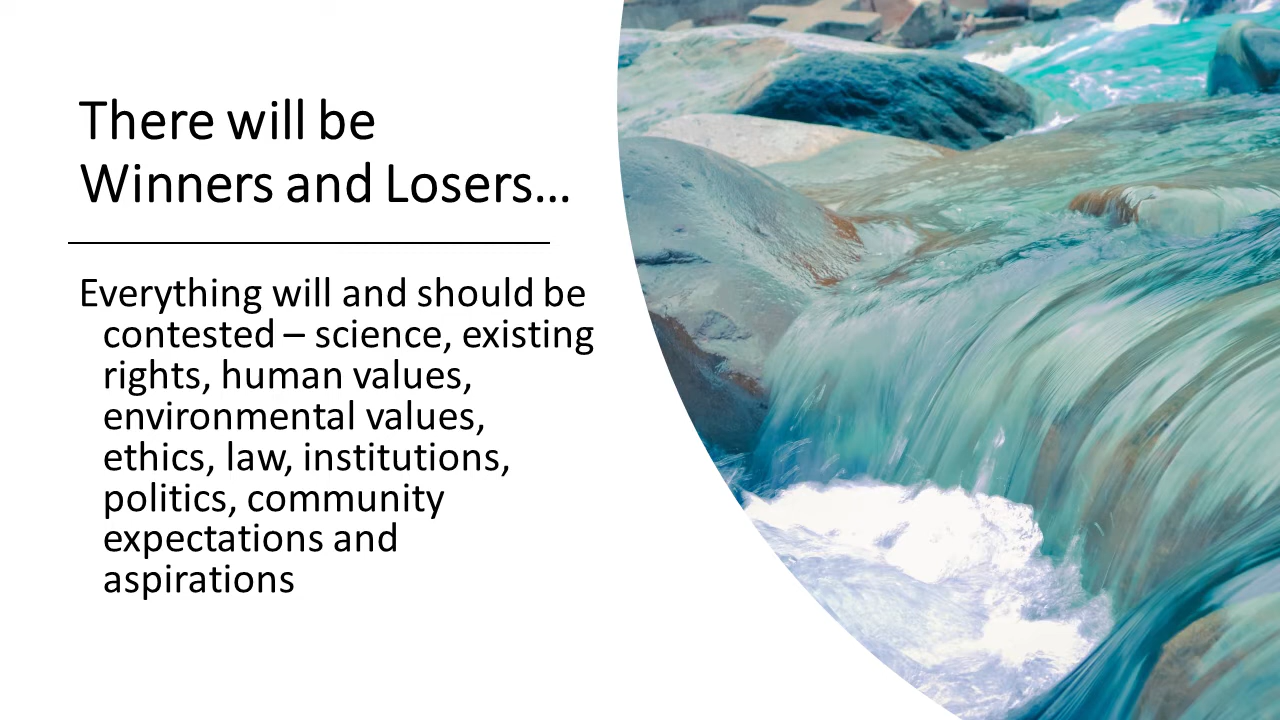 There will be
Winners and Losers...
Everything will and should be
contested – science, existing
rights, human values,
environmental values,
ethics, law, institutions,
politics, community
expectations and
aspirations